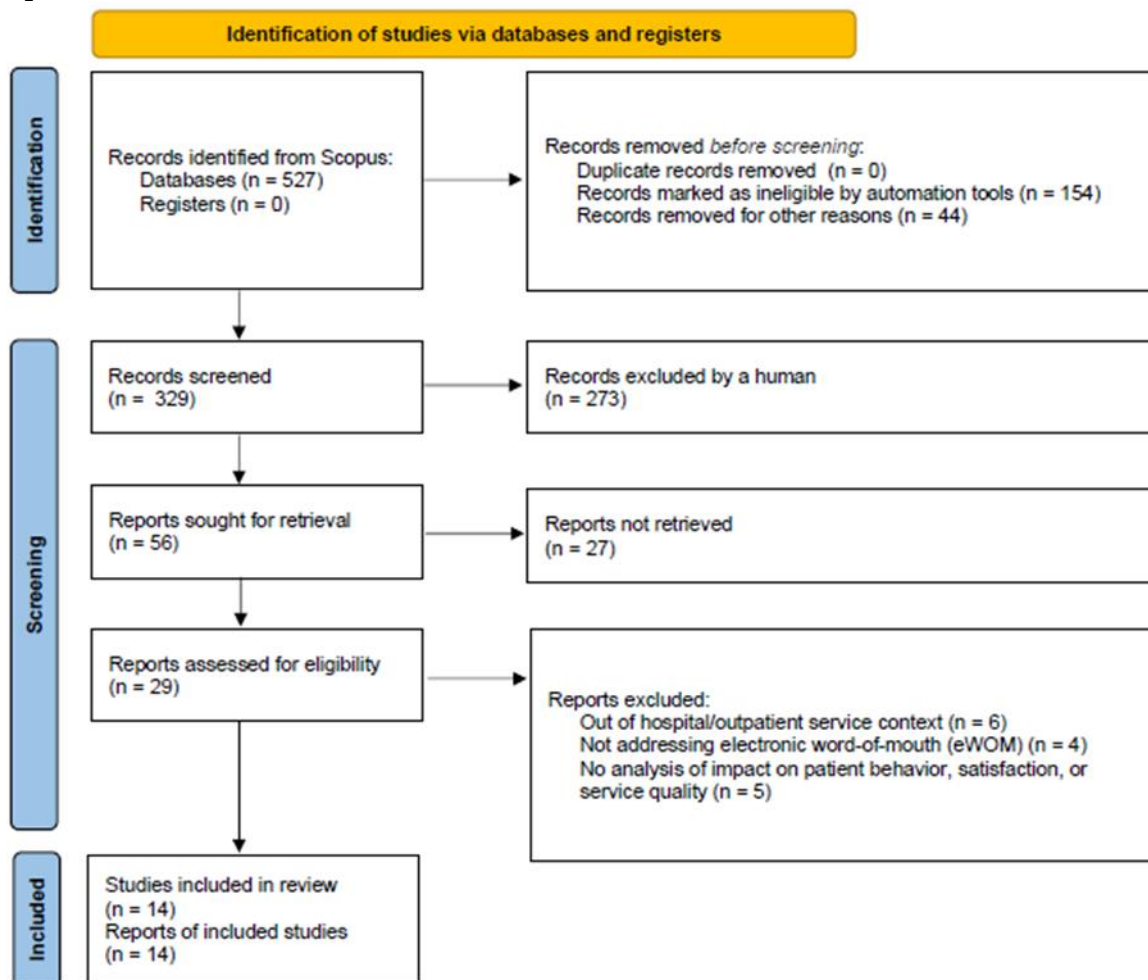 Identification of studies via databases and registers
Identification
Records identified from Scopus:
Databases (n = 527)
Registers (n = 0)
Records removed before screening:
Duplicate records removed (n = 0)
Records marked as ineligible by automation tools (n = 154)
Records removed for other reasons (n = 44)
Screening
Records screened
(n = 329)
Records excluded by a human
(n = 273)
Reports sought for retrieval
(n = 56)
Reports not retrieved
(n = 27)
Reports assessed for eligibility
(n = 29)
Reports excluded:
Out of hospital/outpatient service context (n = 6)
Not addressing electronic word-of-mouth (eWOM) (n = 4)
No analysis of impact on patient behavior, satisfaction, or
service quality (n = 5)
Included
Studies included in review
(n = 14)
Reports of included studies
(n = 14)